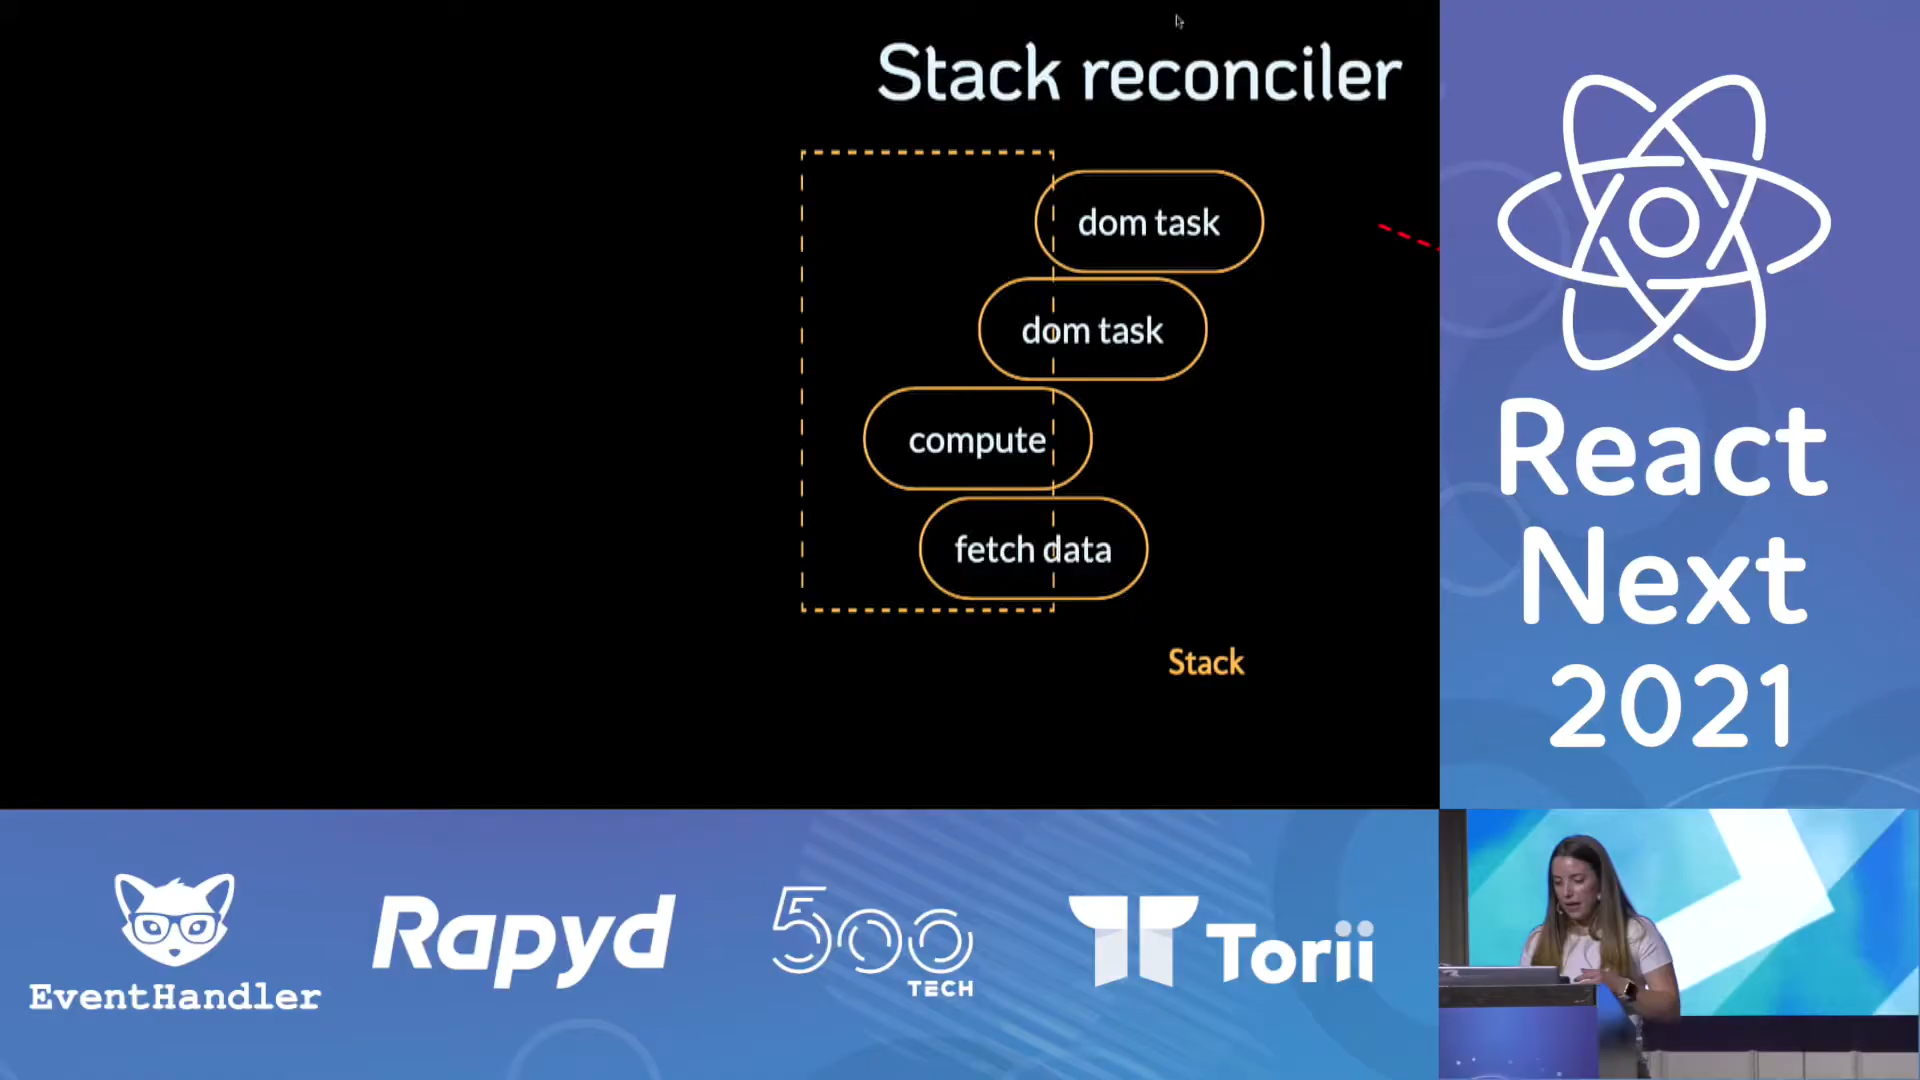 Stack reconciler
dom task
dom task
compute
fetch data
Stack
React
Next
2021
EventHandler
Rapyd
500
TECH
Torii